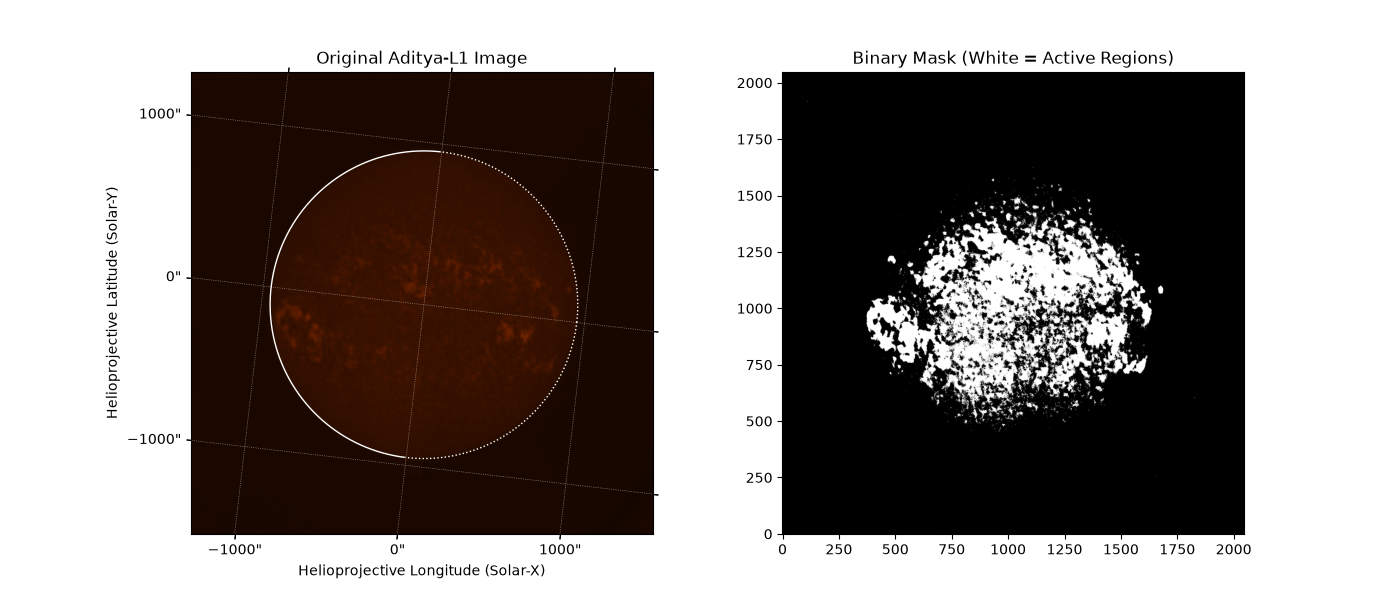 Original Aditya-L1 Image
1000"
0"
−1000"
Helioprojective Latitude (Solar-Y)
−1000" 0" 1000"
Helioprojective Longitude (Solar-X)
Binary Mask (White = Active Regions)
2000
1750
1500
1250
1000
750
500
250
0
0 250 500 750 1000 1250 1500 1750 2000